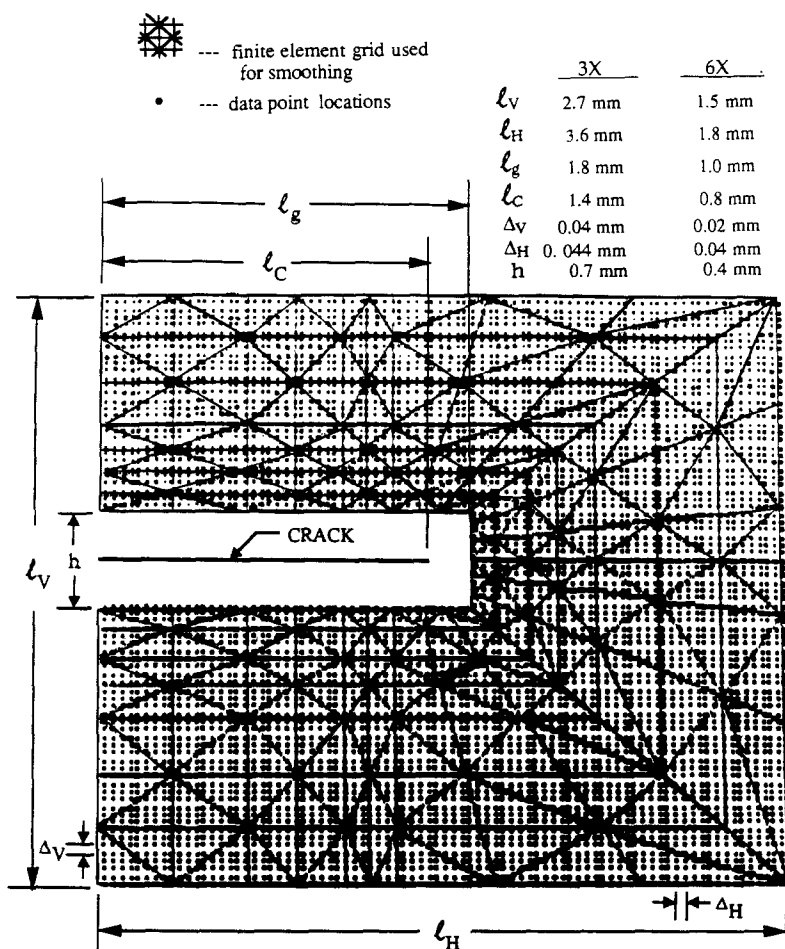 --- finite element grid used
for smoothing
• --- data point locations
3X 6X
ℓV 2.7 mm 1.5 mm
ℓH 3.6 mm 1.8 mm
ℓg 1.8 mm 1.0 mm
ℓC 1.4 mm 0.8 mm
ΔV 0.04 mm 0.02 mm
ΔH 0. 044 mm 0.04 mm
h 0.7 mm 0.4 mm
ℓg
ℓC
CRACK
h
ℓV
ΔV
ΔH
ℓH